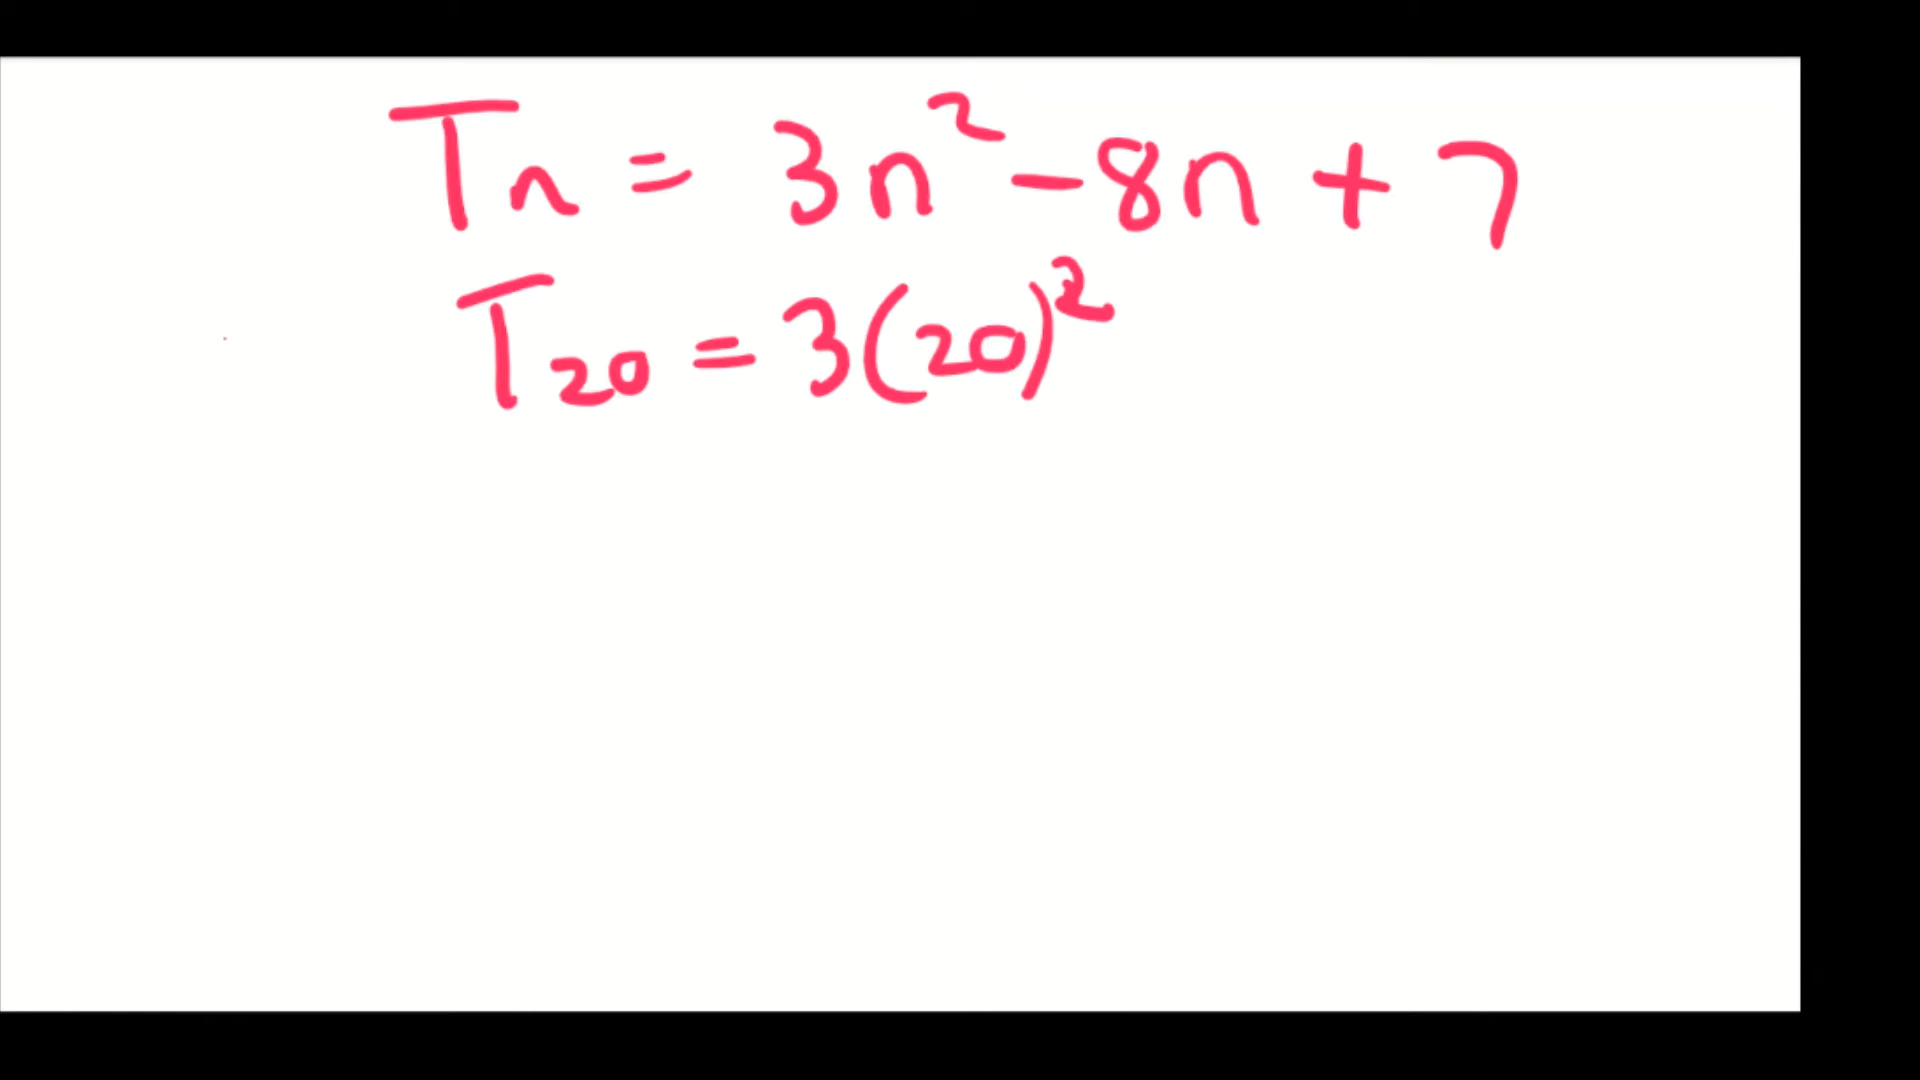 Tn = 3n² - 8n + 7
T20 = 3(20)²